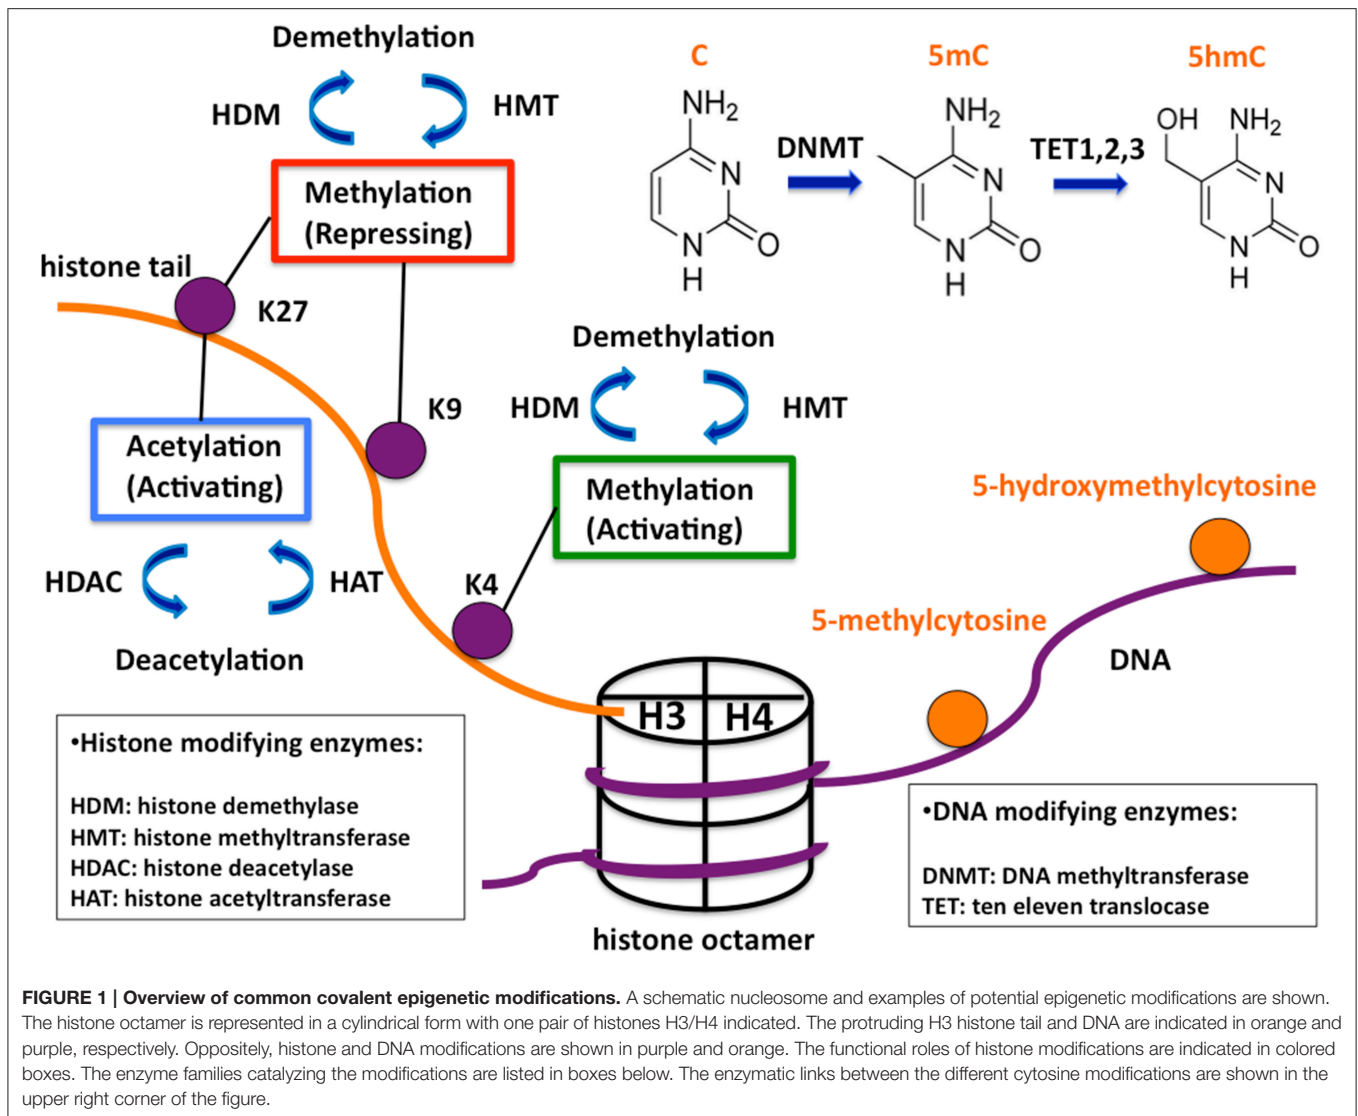 Demethylation
HDM
HMT
Methylation
(Repressing)
histone tail
K27
K9
Acetylation
(Activating)
HDAC
HAT
Deacetylation
C
5mC
5hmC
NH2
N
O
N
H
DNMT
NH2
N
O
N
H
TET1,2,3
OH
NH2
N
O
N
H
Demethylation
HDM
HMT
Methylation
(Activating)
K4
5-hydroxymethylcytosine
5-methylcytosine
DNA
H3
H4
histone octamer
•Histone modifying enzymes:
HDM: histone demethylase
HMT: histone methyltransferase
HDAC: histone deacetylase
HAT: histone acetyltransferase
•DNA modifying enzymes:
DNMT: DNA methyltransferase
TET: ten eleven translocase
FIGURE 1 | Overview of common covalent epigenetic modifications. A schematic nucleosome and examples of potential epigenetic modifications are shown.
The histone octamer is represented in a cylindrical form with one pair of histones H3/H4 indicated. The protruding H3 histone tail and DNA are indicated in orange and
purple, respectively. Oppositely, histone and DNA modifications are shown in purple and orange. The functional roles of histone modifications are indicated in colored
boxes. The enzyme families catalyzing the modifications are listed in boxes below. The enzymatic links between the different cytosine modifications are shown in the
upper right corner of the figure.